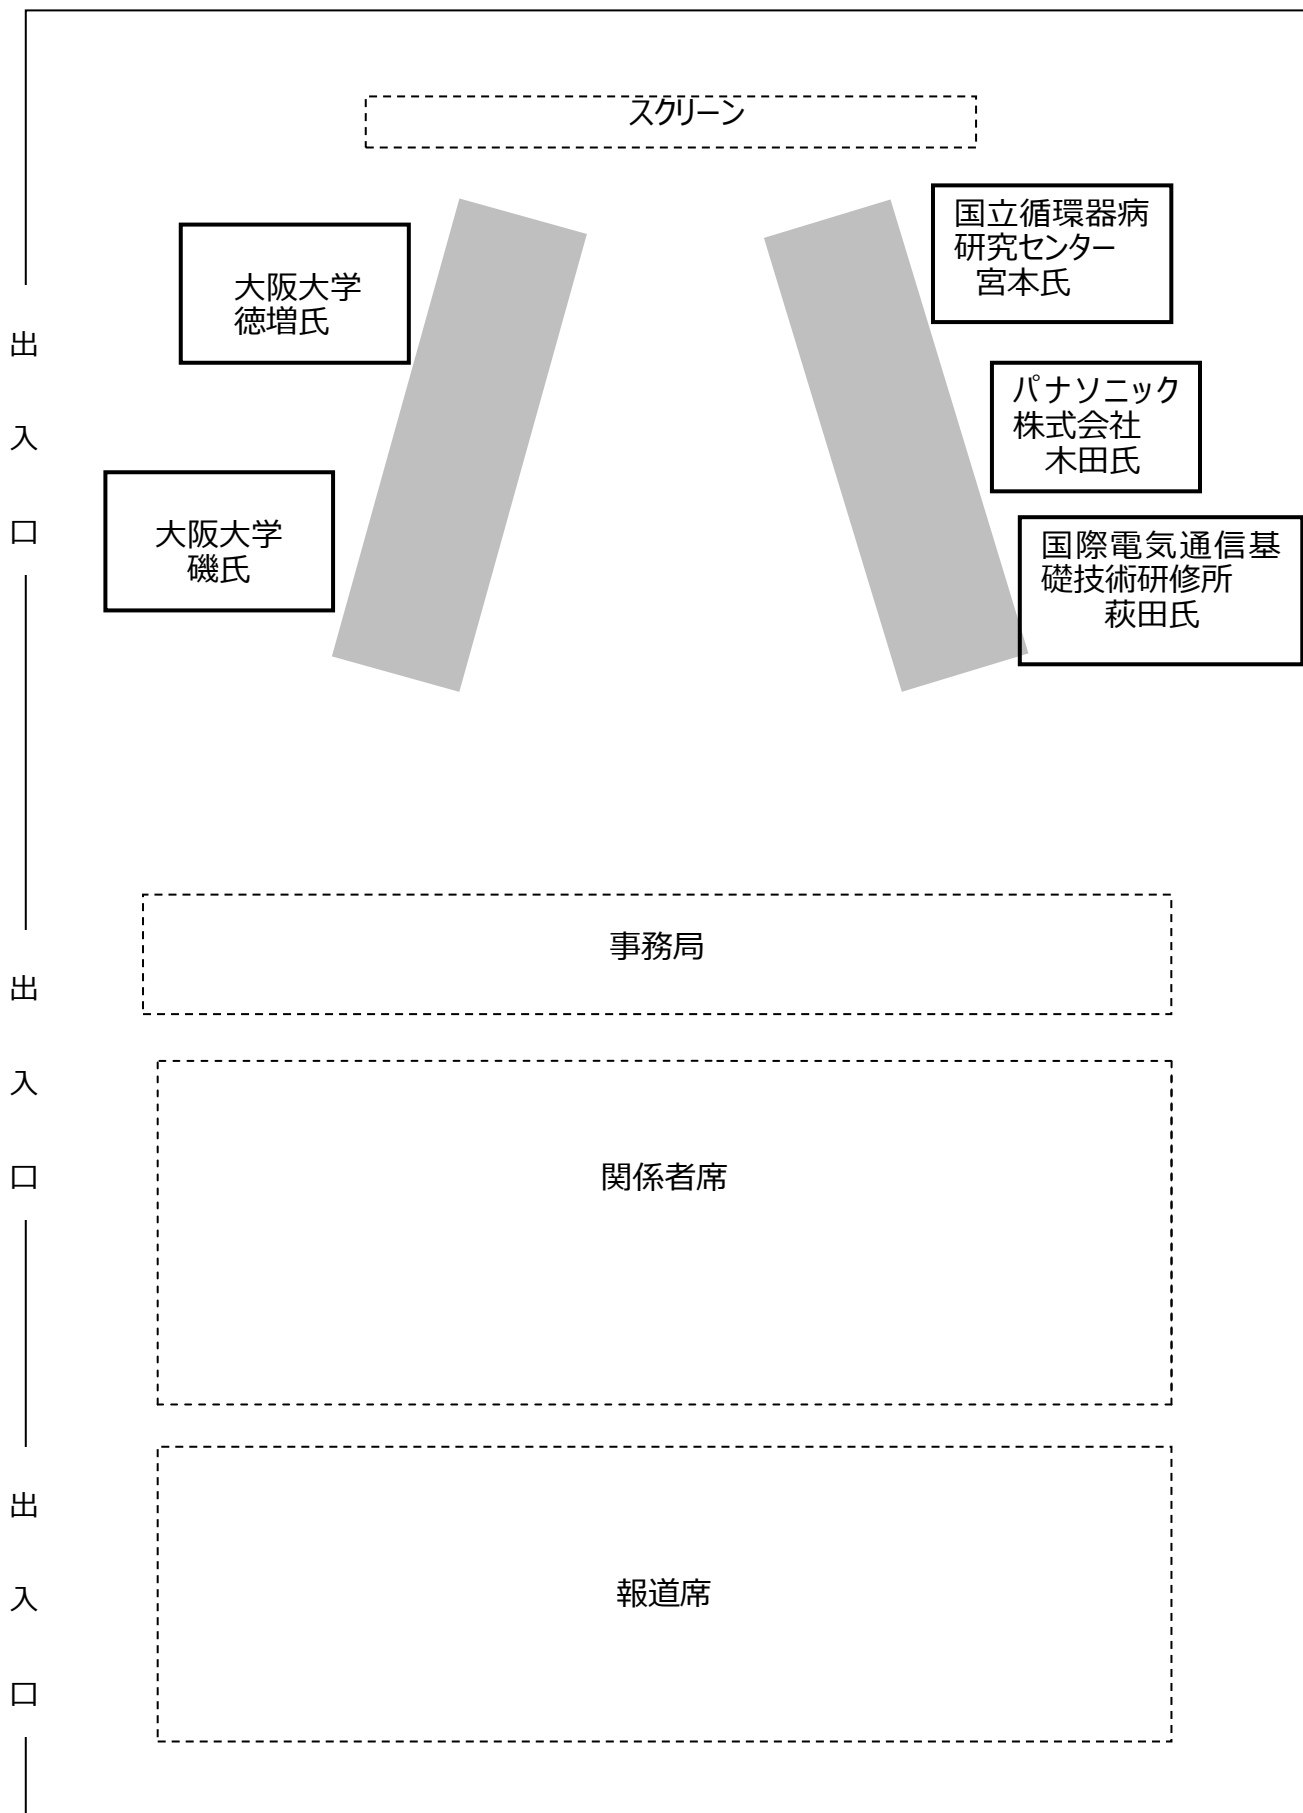 スクリーン
国立循環器病
研究センター
宮本氏
大阪大学
徳増氏
パナソニック
株式会社
木田氏
大阪大学
磯氏
国際電気通信基
礎技術研修所
萩田氏
出
入
口
事務局
出
入
口
関係者席
出
入
口
報道席